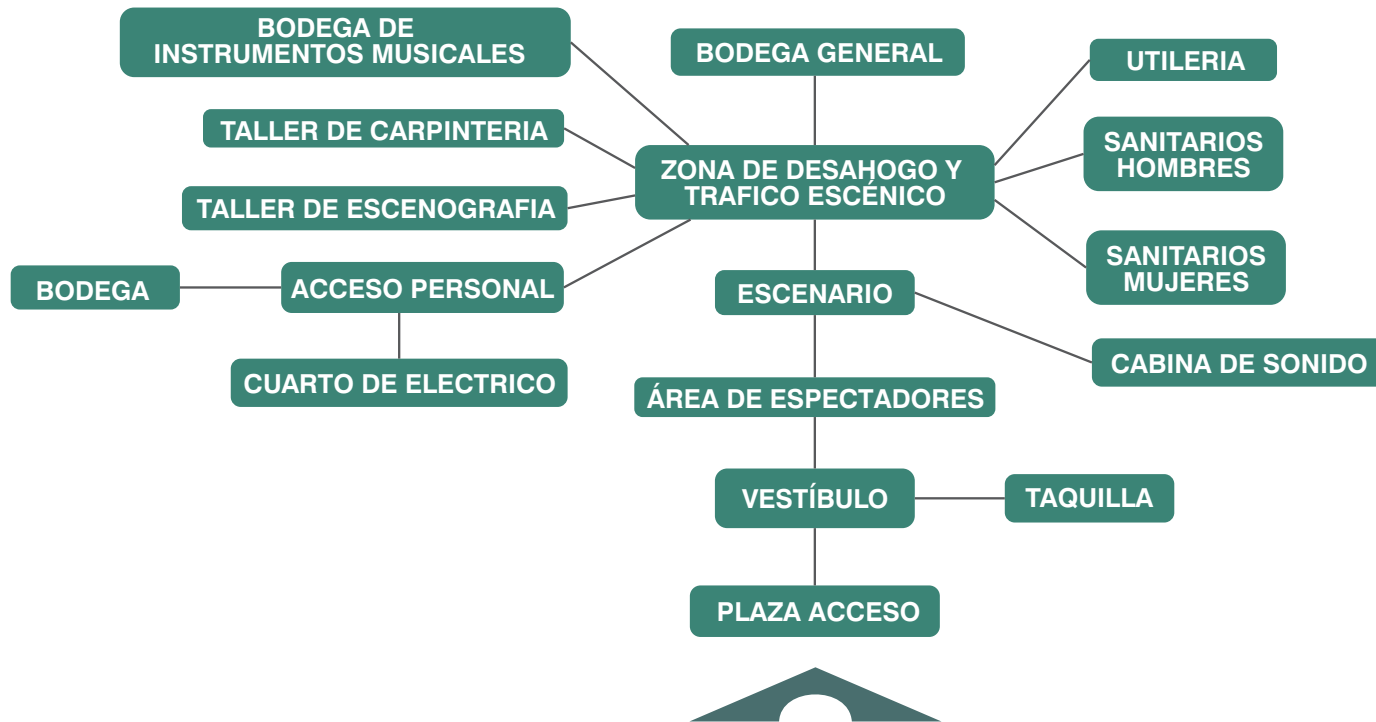 BODEGA DE
INSTRUMENTOS MUSICALES
BODEGA GENERAL
UTILERIA
TALLER DE CARPINTERIA
SANITARIOS
HOMBRES
ZONA DE DESAHOGO Y
TRAFICO ESCÉNICO
TALLER DE ESCENOGRAFIA
SANITARIOS
MUJERES
BODEGA
ACCESO PERSONAL
ESCENARIO
CABINA DE SONIDO
CUARTO DE ELECTRICO
ÁREA DE ESPECTADORES
VESTÍBULO
TAQUILLA
PLAZA ACCESO